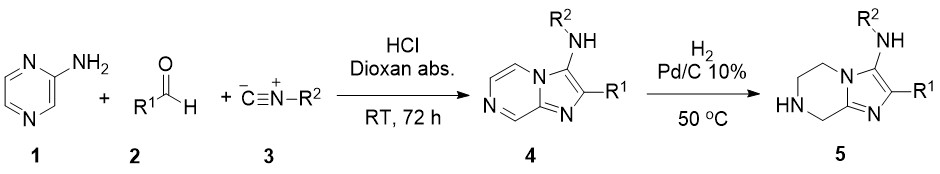 N
N
NH2
1
+
O
R1
H
2
+
− +
C≡N−R2
3
HCl
Dioxan abs.
RT, 72 h
R2
NH
N
N
N
R1
4
H2
Pd/C 10%
50 oC
R2
NH
N
HN
N
R1
5